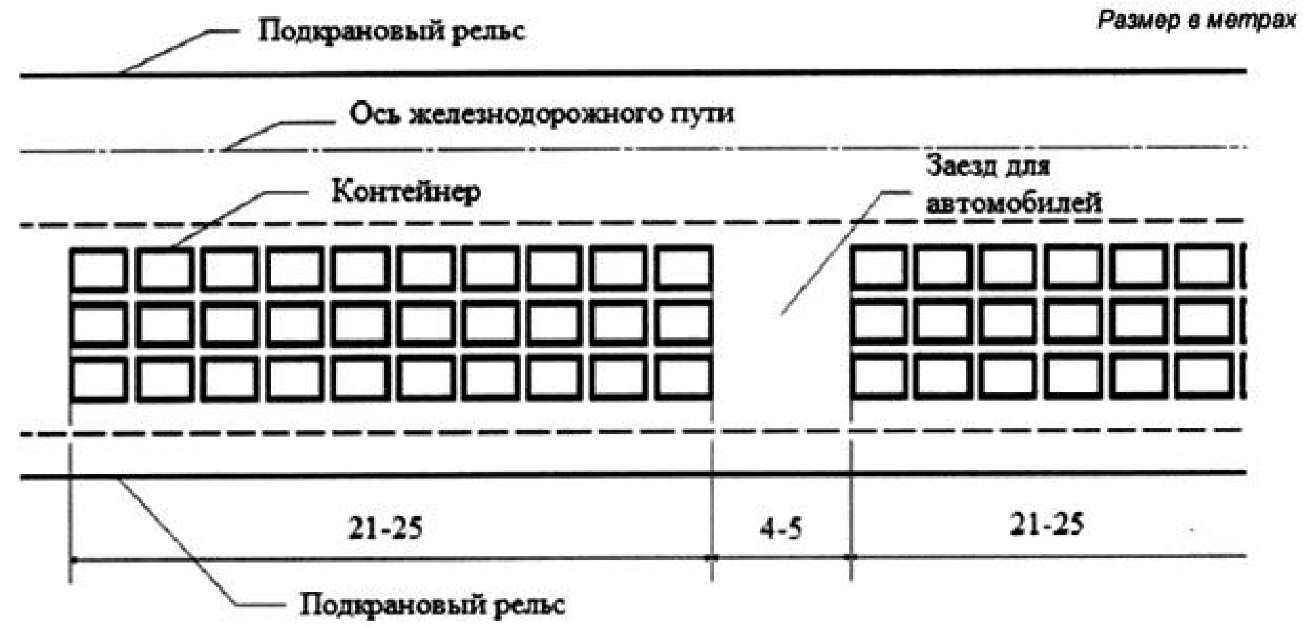 Размер в метрах
Подкрановый рельс
Ось железнодорожного пути
Заезд для
автомобилей
Контейнер
21-25
4-5
21-25
Подкрановый рельс